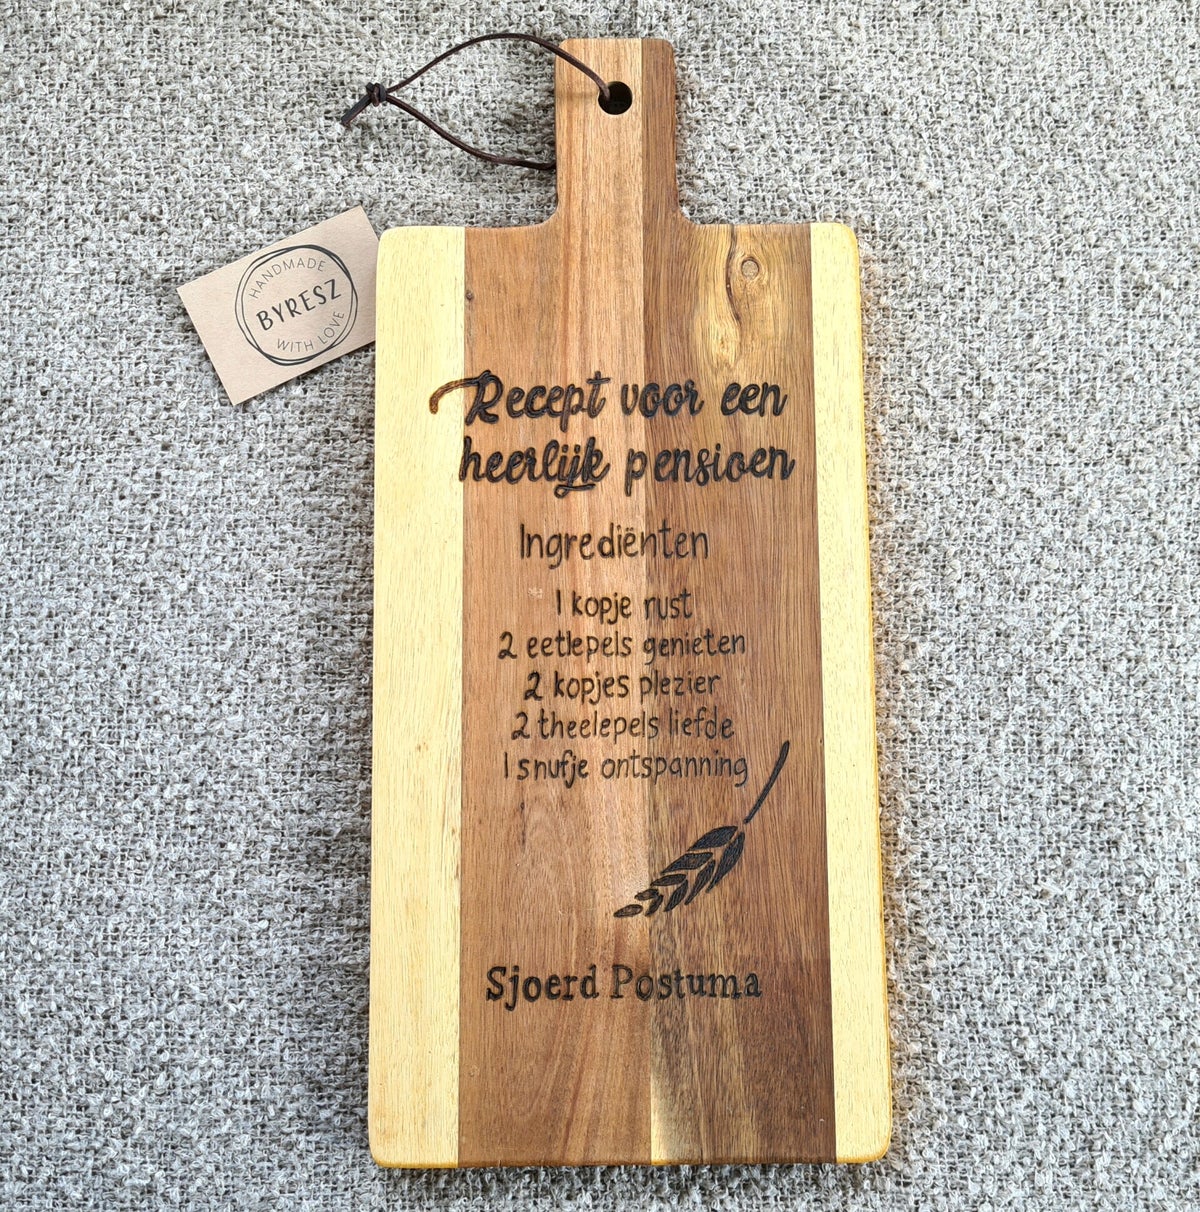 HANDMADE
BYRESZ
WITH LOVE
Recept voor een
heerlijk pensioen
Ingrediënten
1 kopje rust
2 eetlepels genieten
2 kopjes plezier
2 theelepels liefde
1 snufje ontspanning
Sjoerd Postuma